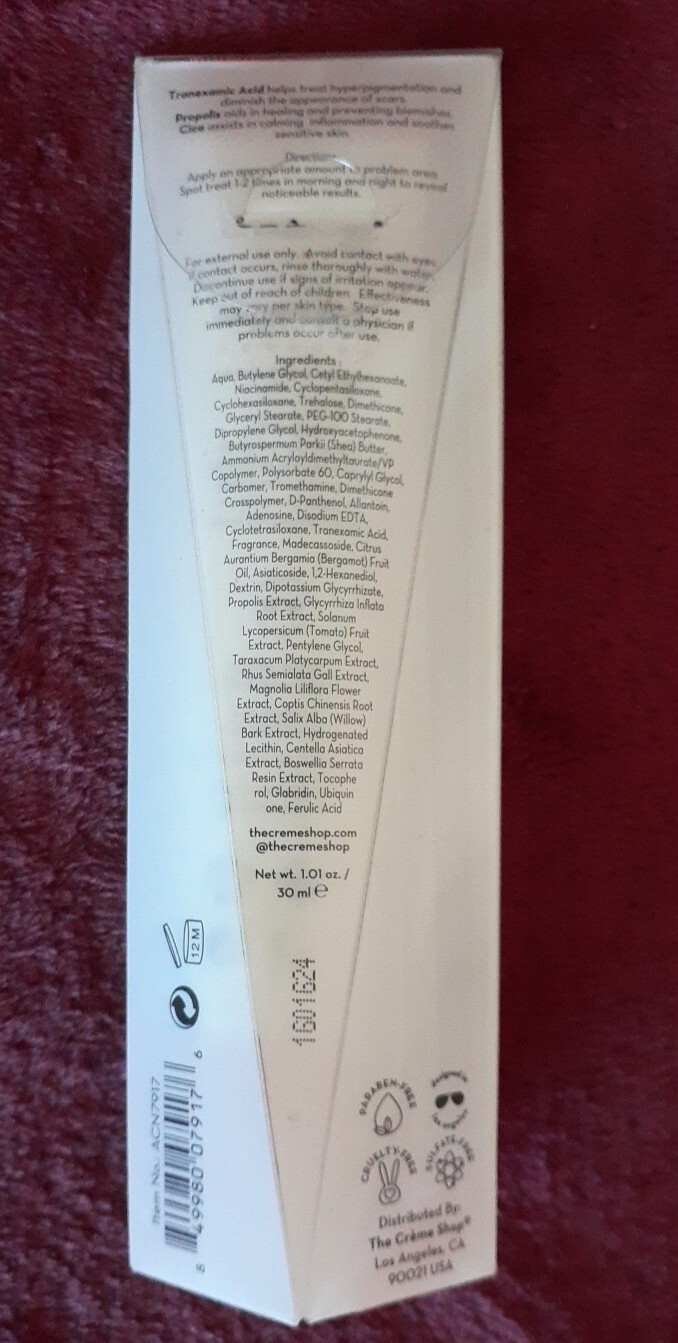 Tranexamic Acid helps treat hyperpigmentation and
diminish the appearance of scars.
Propolis aids in healing and preventing blemishes.
Cica assists in calming inflammation and soothes
sensitive skin.
Directions
Apply an appropriate amount to problem area.
Spot treat 1-2 times in morning and night to reveal
noticeable results.
For external use only. Avoid contact with eyes.
If contact occurs, rinse thoroughly with water.
Discontinue use if signs of irritation appear.
Keep out of reach of children. Effectiveness
may vary per skin type. Stop use
immediately and consult a physician if
problems occur after use.
Ingredients:
Aqua, Butylene Glycol, Cetyl Ethylhexanoate,
Niacinamide, Cyclopentasiloxane,
Cyclohexasiloxane, Trehalose, Dimethicone,
Glyceryl Stearate, PEG-100 Stearate,
Dipropylene Glycol, Hydroxyacetophenone,
Butyrospermum Parkii (Shea) Butter,
Ammonium Acryloyldimethyltaurate/VP
Copolymer, Polysorbate 60, Caprylyl Glycol,
Carbomer, Tromethamine, Dimethicone
Crosspolymer, D-Panthenol, Allantoin,
Adenosine, Disodium EDTA,
Cyclotetrasiloxane, Tranexamic Acid,
Fragrance, Madecassoside, Citrus
Aurantium Bergamia (Bergamot) Fruit
Oil, Asiaticoside, 1,2-Hexanediol,
Dextrin, Dipotassium Glycyrrhizate,
Propolis Extract, Glycyrrhiza Inflata
Root Extract, Solanum
Lycopersicum (Tomato) Fruit
Extract, Pentylene Glycol,
Taraxacum Platycarpum Extract,
Rhus Semialata Gall Extract,
Magnolia Liliflora Flower
Extract, Coptis Chinensis Root
Extract, Salix Alba (Willow)
Bark Extract, Hydrogenated
Lecithin, Centella Asiatica
Extract, Boswellia Serrata
Resin Extract, Tocophe
rol, Glabridin, Ubiquin
one, Ferulic Acid
thecremeshop.com
@thecremeshop
Net wt. 1.01 oz. /
30 ml e
1601624
12 M
Item No.: ACN7917
8 49980 07917 6
PARABEN-FREE
designed in
los angeles
CRUELTY-FREE
SULFATE-FREE
Distributed By:
The Crème Shop®
Los Angeles, CA
90021 USA